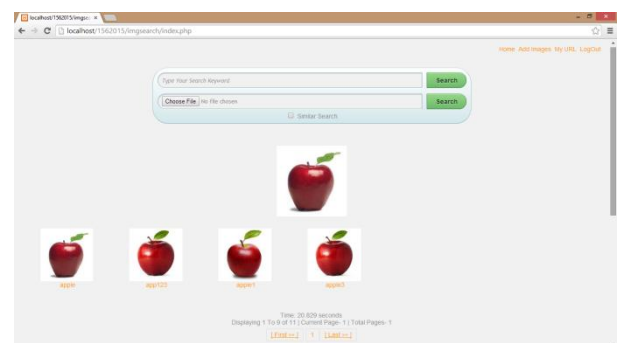 localhost/1562015/imgsec
localhost/1562015/imgsearch/index.php
Home Add Images My URL LogOut
Type Your Search Keyword Search
Choose File No file chosen Search
Similar Search
apple app123 apple1 apple3
Time: 20.829 seconds
Displaying 1 To 9 of 11 | Current Page- 1 | Total Pages- 1
[ First << ] 1 [ Last >> ]